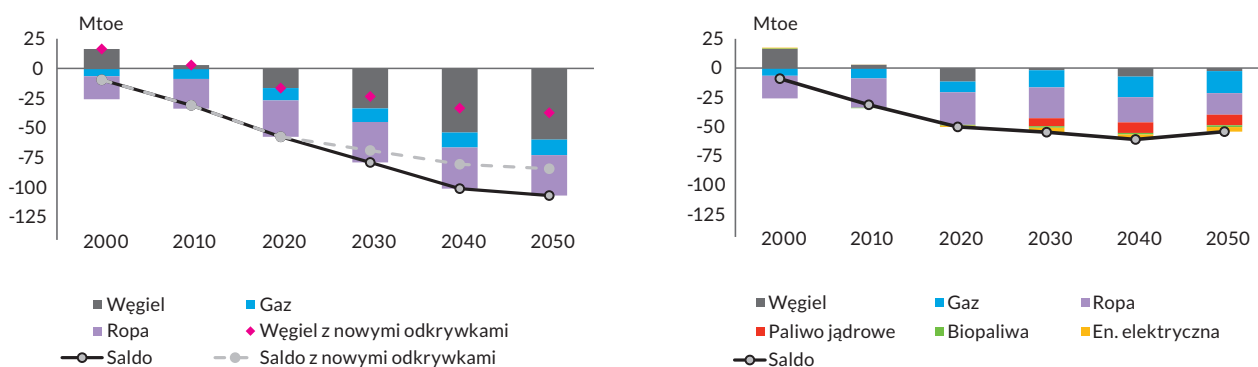 Mtoe
25
0
-25
-50
-75
-100
-125
2000 2010 2020 2030 2040 2050
Węgiel Gaz
Ropa Węgiel z nowymi odkrywkami
Saldo Saldo z nowymi odkrywkami
Mtoe
25
0
-25
-50
-75
-100
-125
2000 2010 2020 2030 2040 2050
Węgiel Gaz Ropa
Paliwo jądrowe Biopaliwa En. elektryczna
Saldo